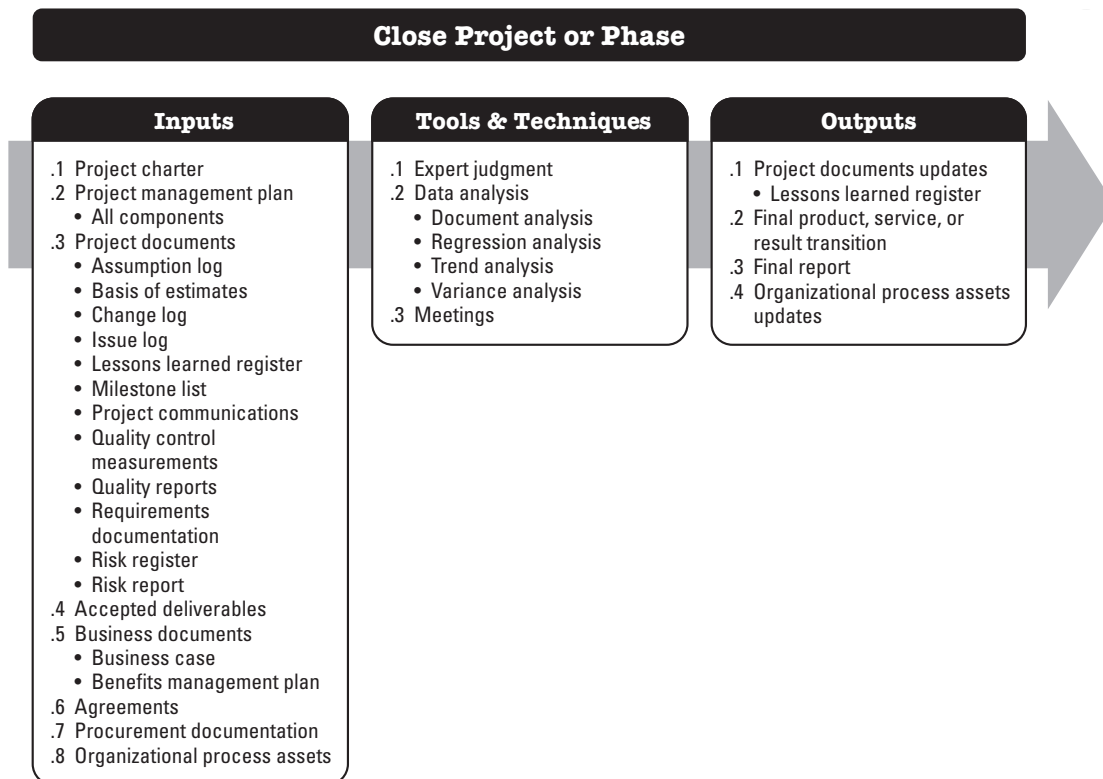 Close Project or Phase
Inputs
.1 Project charter
.2 Project management plan
• All components
.3 Project documents
• Assumption log
• Basis of estimates
• Change log
• Issue log
• Lessons learned register
• Milestone list
• Project communications
• Quality control
measurements
• Quality reports
• Requirements
documentation
• Risk register
• Risk report
.4 Accepted deliverables
.5 Business documents
• Business case
• Benefits management plan
.6 Agreements
.7 Procurement documentation
.8 Organizational process assets
Tools & Techniques
.1 Expert judgment
.2 Data analysis
• Document analysis
• Regression analysis
• Trend analysis
• Variance analysis
.3 Meetings
Outputs
.1 Project documents updates
• Lessons learned register
.2 Final product, service, or
result transition
.3 Final report
.4 Organizational process assets
updates